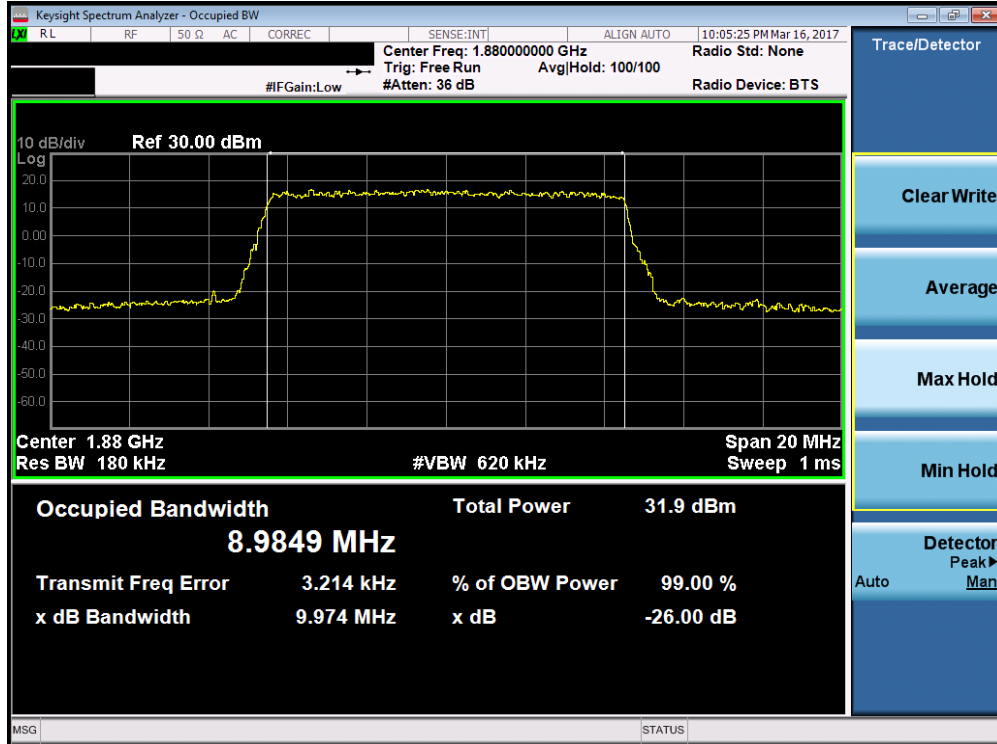 Keysight Spectrum Analyzer - Occupied BW
LXI RL RF 50 Ω AC CORREC SENSE:INT ALIGN AUTO 10:05:25 PM Mar 16, 2017
Center Freq: 1.880000000 GHz Radio Std: None
Trig: Free Run Avg|Hold: 100/100
#IFGain:Low #Atten: 36 dB Radio Device: BTS
10 dB/div Ref 30.00 dBm
Log
20.0
10.0
0.00
-10.0
-20.0
-30.0
-40.0
-50.0
-60.0
Center 1.88 GHz Span 20 MHz
Res BW 180 kHz #VBW 620 kHz Sweep 1 ms
Occupied Bandwidth Total Power 31.9 dBm
8.9849 MHz
Transmit Freq Error 3.214 kHz % of OBW Power 99.00 %
x dB Bandwidth 9.974 MHz x dB -26.00 dB
MSG STATUS
Trace/Detector
Clear Write
Average
Max Hold
Min Hold
Detector
Peak▶
Auto Man